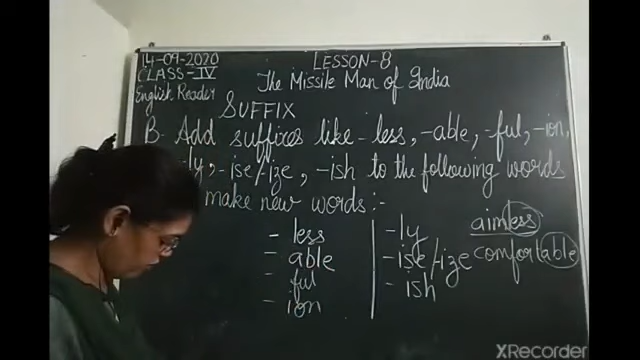 14-09-2020
CLASS-IV
English Reader
LESSON-8
The Missile Man of India
SUFFIX
B- Add suffixes like -less, -able, -ful, -ion,
-ly, -ise/-ize, -ish to the following words
make new words :-
- less
- able
- ful
- ion
- ly
- ise/-ize
- ish
aimless
comfortable
XRecorder